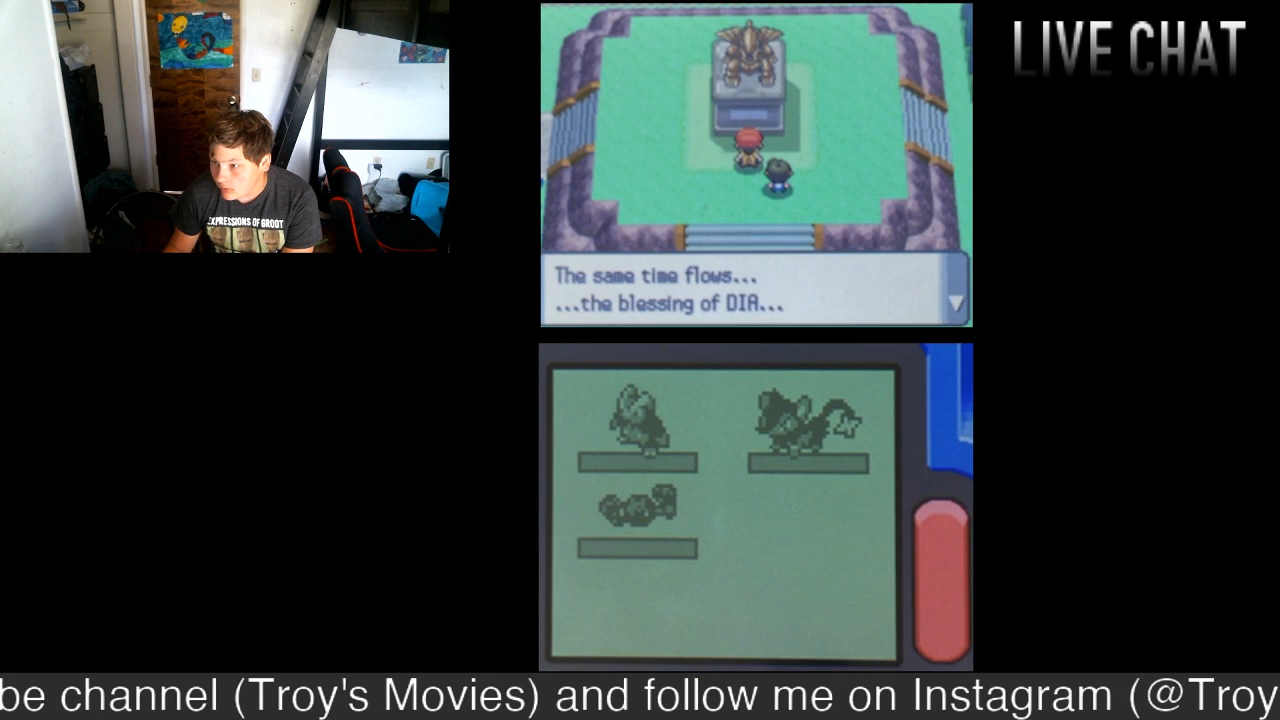 LIVE CHAT
EXPRESSIONS OF GROOT
The same time flows...
...the blessing of DIA...
be channel (Troy's Movies) and follow me on Instagram (@Troy